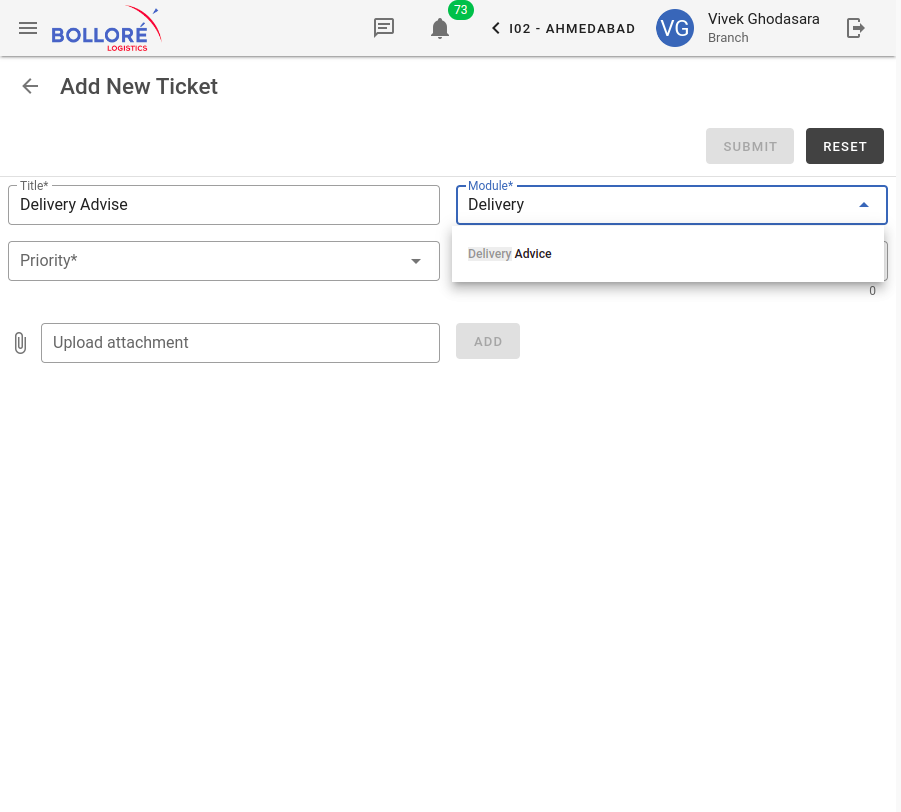 BOLLORÉ
LOGISTICS
73
I02 - AHMEDABAD
VG
Vivek Ghodasara
Branch
Add New Ticket
SUBMIT
RESET
Title*
Delivery Advise
Module*
Delivery
Delivery Advice
Priority*
0
Upload attachment
ADD